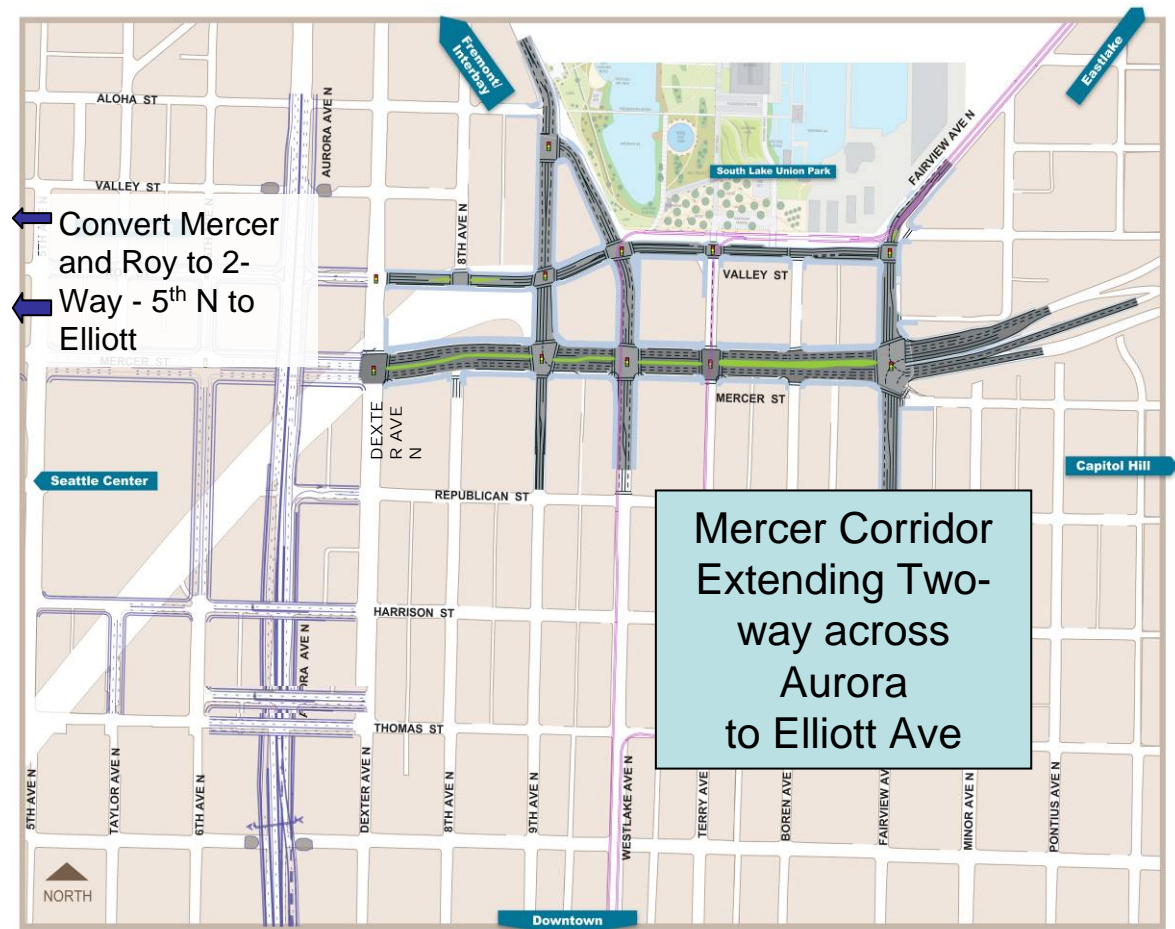 Fremont/
Interbay
Eastlake
ALOHA ST
AURORA AVE N
FAIRVIEW AVE N
South Lake Union Park
VALLEY ST
8TH AVE N
Convert Mercer
and Roy to 2-
Way - 5th N to
Elliott
VALLEY ST
MERCER ST
MERCER ST
DEXTE
R AVE
N
Seattle Center
Capitol Hill
REPUBLICAN ST
Mercer Corridor
Extending Two-
way across
Aurora
to Elliott Ave
HARRISON ST
THOMAS ST
5TH AVE N
TAYLOR AVE N
6TH AVE N
DEXTER AVE N
8TH AVE N
9TH AVE N
WESTLAKE AVE N
TERRY AVE
BOREN AVE
FAIRVIEW AVE
MINOR AVE N
PONTIUS AVE N
NORTH
Downtown